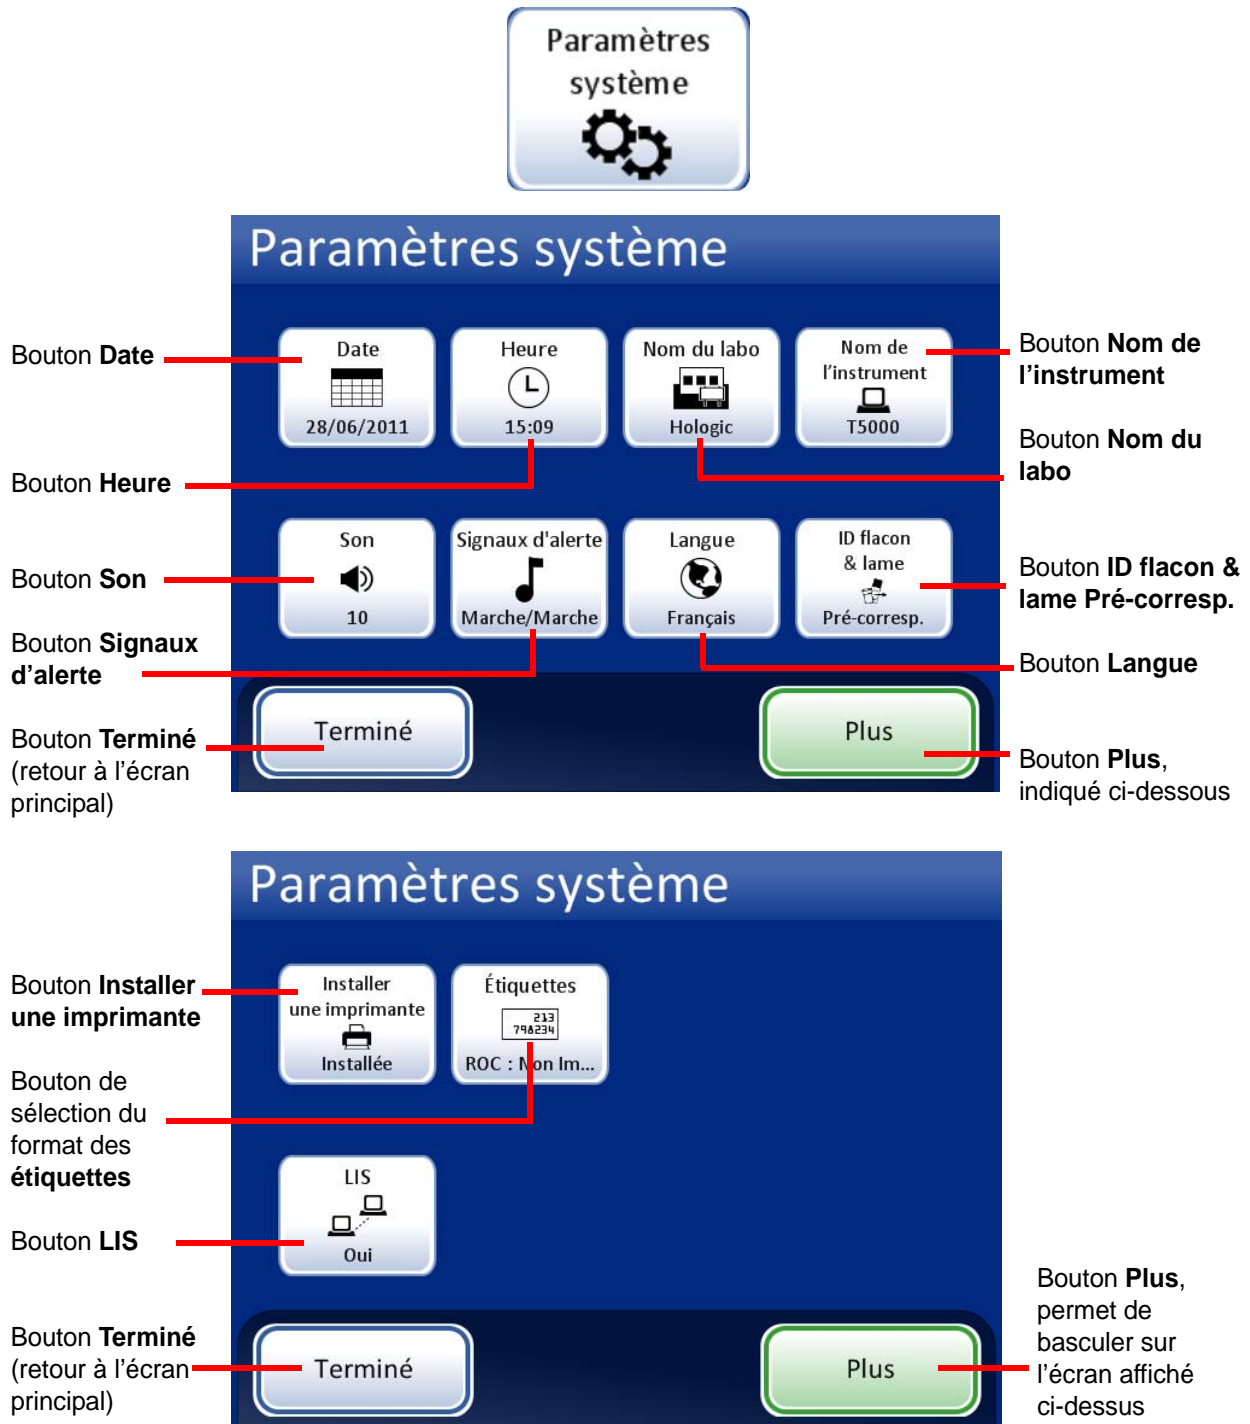 Paramètres
système
Paramètres système
Bouton Date
Date
28/06/2011
Heure
15:09
Nom du labo
Hologic
Nom de
l'instrument
T5000
Bouton Nom de
l’instrument
Bouton Nom du
labo
Bouton Heure
Son
10
Signaux d'alerte
Marche/Marche
Langue
Français
ID flacon
& lame
Pré-corresp.
Bouton Son
Bouton ID flacon &
lame Pré-corresp.
Bouton Signaux
d’alerte
Bouton Langue
Bouton Terminé
(retour à l’écran
principal)
Terminé
Plus
Bouton Plus,
indiqué ci-dessous
Paramètres système
Bouton Installer
une imprimante
Installer
une imprimante
Installée
Étiquettes
213
798234
ROC : Non Im...
Bouton de
sélection du
format des
étiquettes
LIS
Oui
Bouton LIS
Bouton Terminé
(retour à l’écran
principal)
Terminé
Plus
Bouton Plus,
permet de
basculer sur
l’écran affiché
ci-dessus